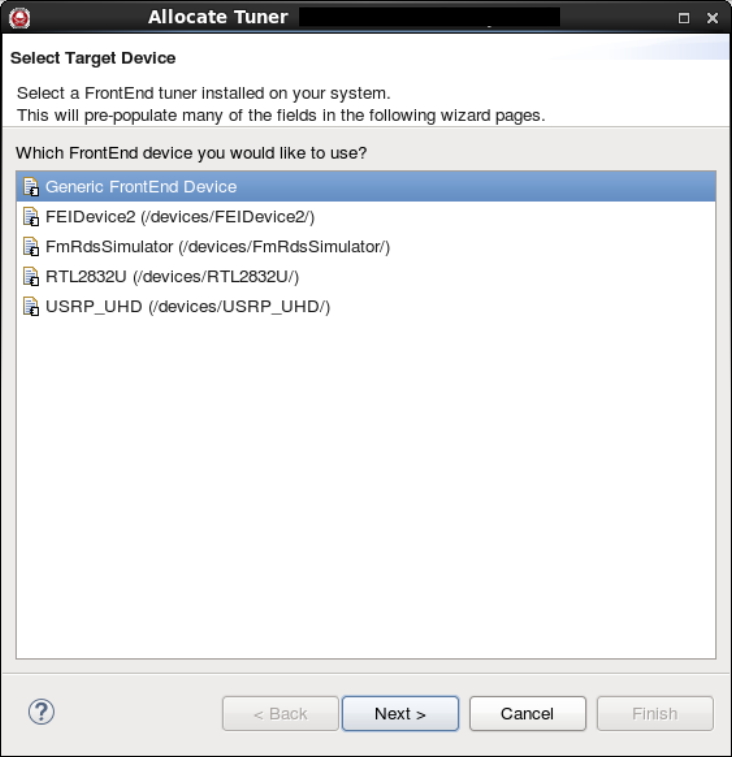 Allocate Tuner
Select Target Device
Select a FrontEnd tuner installed on your system.
This will pre-populate many of the fields in the following wizard pages.
Which FrontEnd device you would like to use?
Generic FrontEnd Device
FEIDevice2 (/devices/FEIDevice2/)
FmRdsSimulator (/devices/FmRdsSimulator/)
RTL2832U (/devices/RTL2832U/)
USRP_UHD (/devices/USRP_UHD/)
? < Back Next > Cancel Finish